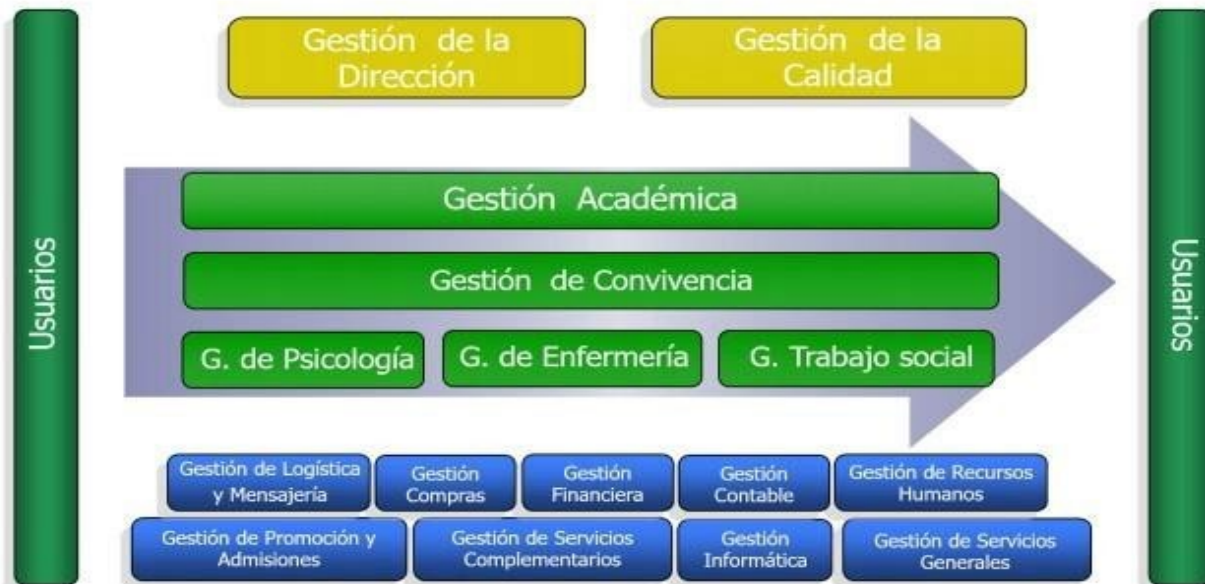 Usuarios
Gestión de la
Dirección
Gestión de la
Calidad
Gestión Académica
Gestión de Convivencia
G. de Psicología
G. de Enfermería
G. Trabajo social
Gestión de Logística
y Mensajería
Gestión
Compras
Gestión
Financiera
Gestión
Contable
Gestión de Recursos
Humanos
Gestión de Promoción y
Admisiones
Gestión de Servicios
Complementarios
Gestión
Informática
Gestión de Servicios
Generales
Usuarios